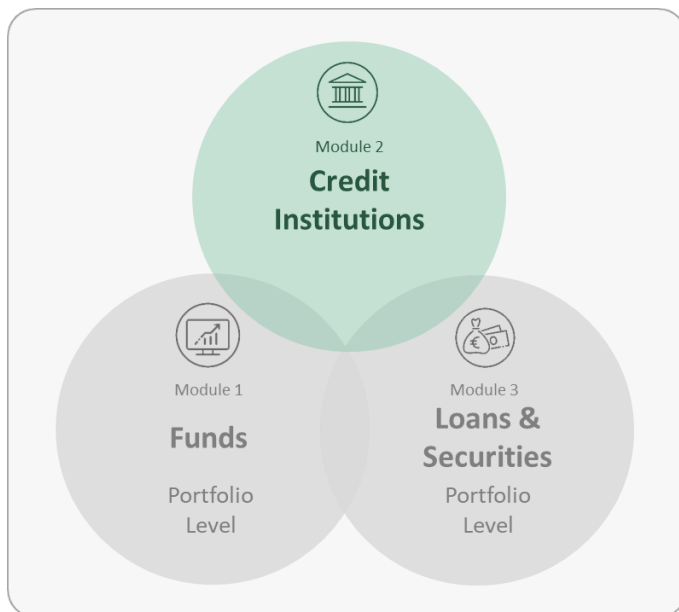 Module 2
Credit
Institutions
Module 1
Funds
Portfolio
Level
Module 3
Loans &
Securities
Portfolio
Level
€